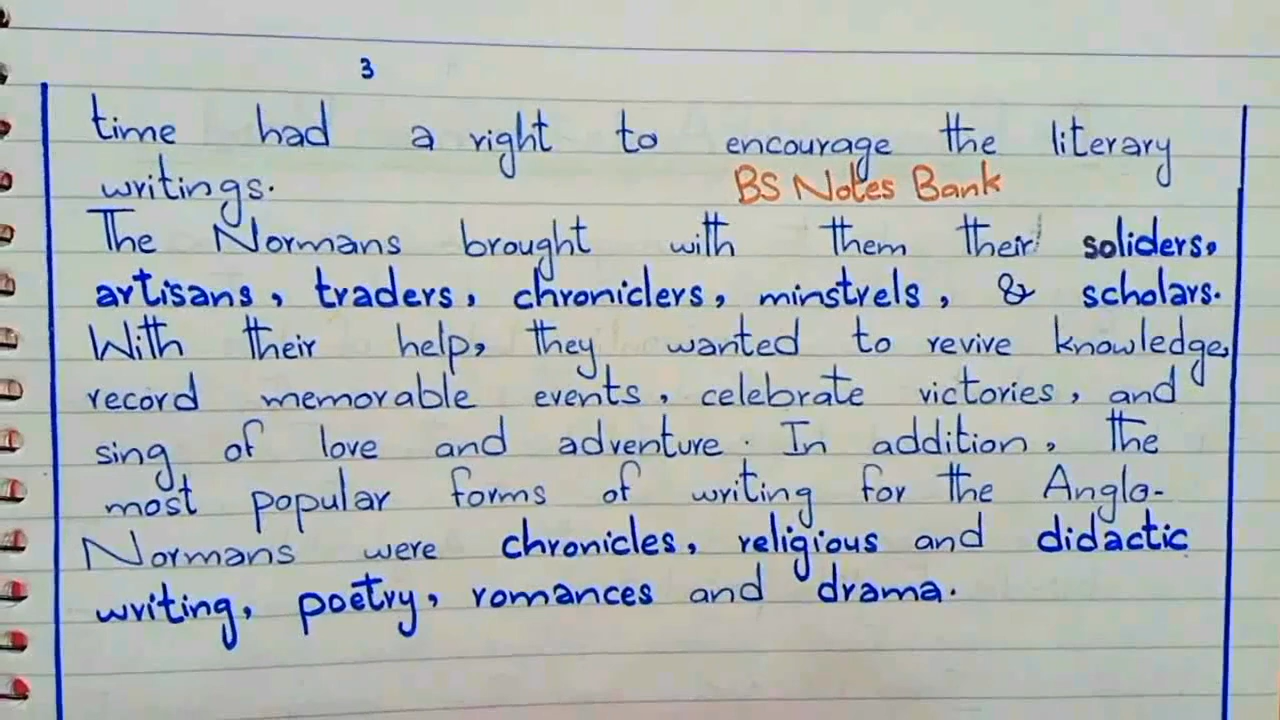 3
time had a right to encourage the literary
writings.
BS Notes Bank
The Normans brought with them their soliders,
artisans, traders, chroniclers, minstrels, & scholars.
With their help, they wanted to revive knowledge,
record memorable events, celebrate victories, and
sing of love and adventure. In addition, the
most popular forms of writing for the Anglo-
Normans were chronicles, religious and didactic
writing, poetry, romances and drama.